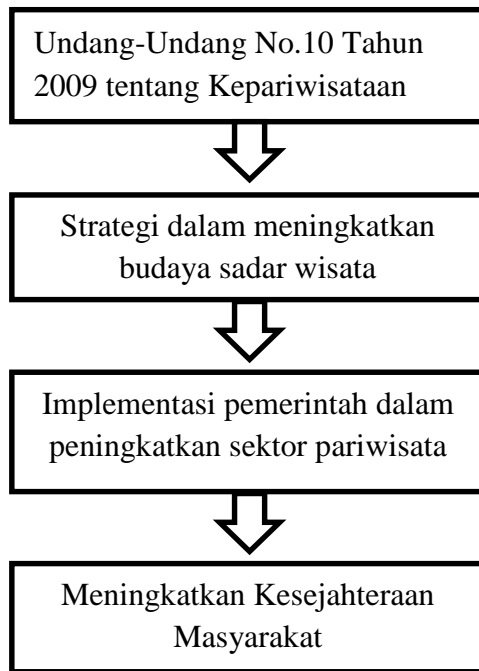 Undang-Undang No.10 Tahun
2009 tentang Kepariwisataan
Strategi dalam meningkatkan
budaya sadar wisata
Implementasi pemerintah dalam
peningkatkan sektor pariwisata
Meningkatkan Kesejahteraan
Masyarakat